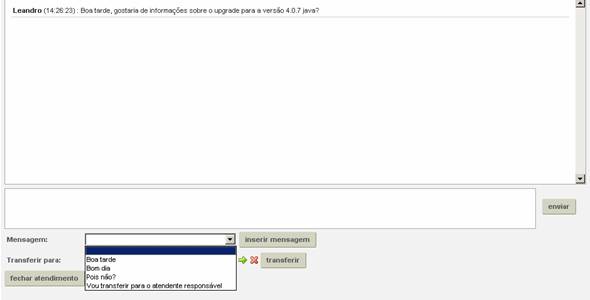 Leandro (14:26:23) : Boa tarde, gostaria de informações sobre o upgrade para a versão 4.0.7 java?
enviar
Mensagem: inserir mensagem
Boa tarde
Transferir para: transferir
Bom dia
Pois não?
fechar atendimento
Vou transferir para o atendente responsável